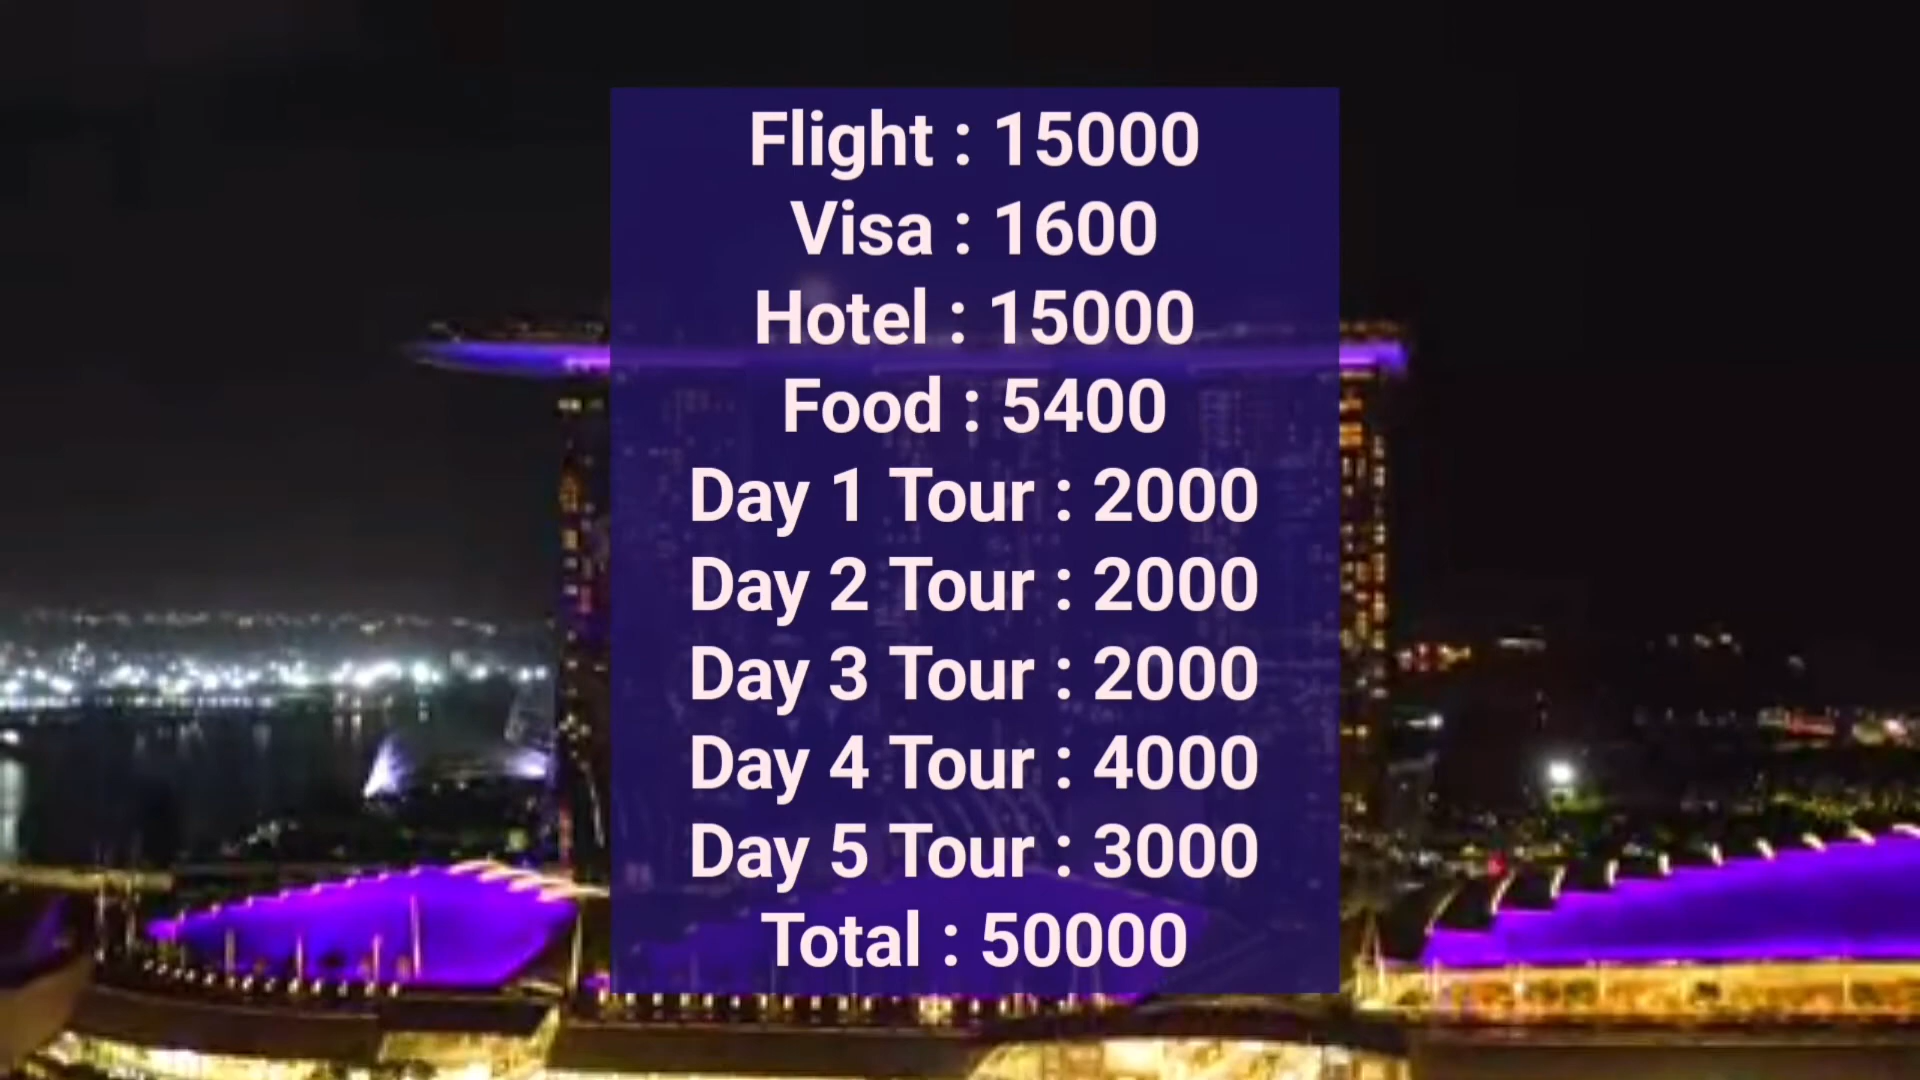 Flight : 15000
Visa : 1600
Hotel : 15000
Food : 5400
Day 1 Tour : 2000
Day 2 Tour : 2000
Day 3 Tour : 2000
Day 4 Tour : 4000
Day 5 Tour : 3000
Total : 50000